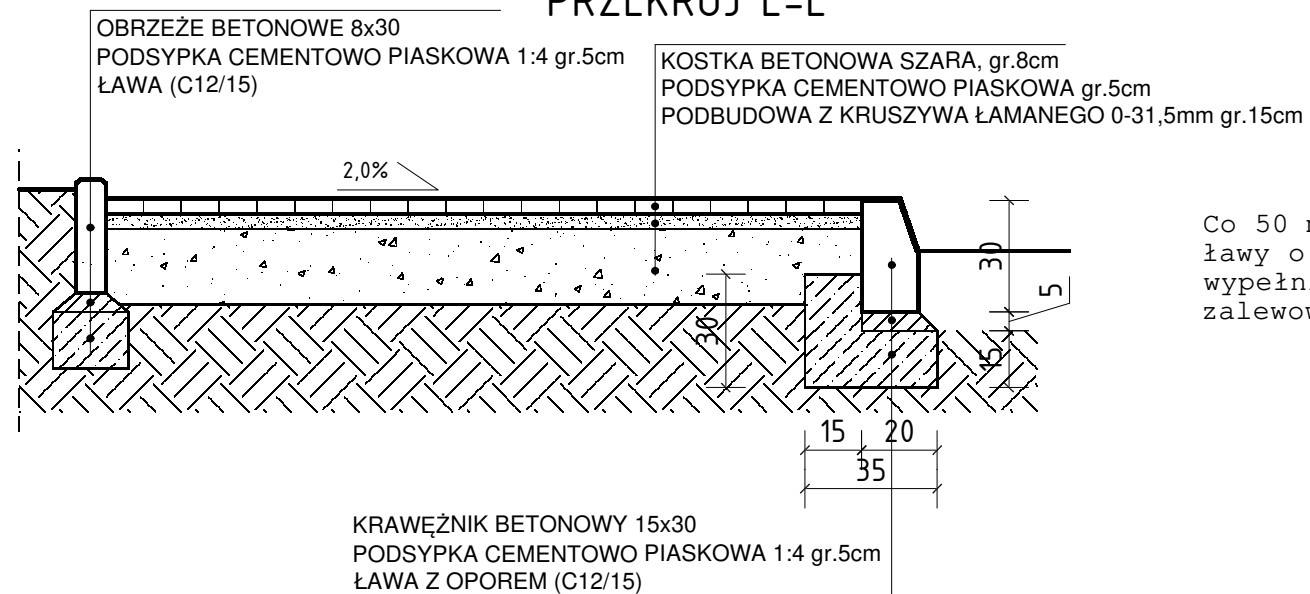 PRZEKRÓJ E-E
OBRZEŻE BETONOWE 8x30
PODSYPKA CEMENTOWO PIASKOWA 1:4 gr.5cm
ŁAWA (C12/15)
KOSTKA BETONOWA SZARA, gr.8cm
PODSYPKA CEMENTOWO PIASKOWA gr.5cm
PODBUDOWA Z KRUSZYWA ŁAMANEGO 0-31,5mm gr.15cm
2,0%
Co 50
ławy o
30
5
30
15
15
20
35
KRAWĘŻNIK BETONOWY 15x30
PODSYPKA CEMENTOWO PIASKOWA 1:4 gr.5cm
ŁAWA Z OPOREM (C12/15)